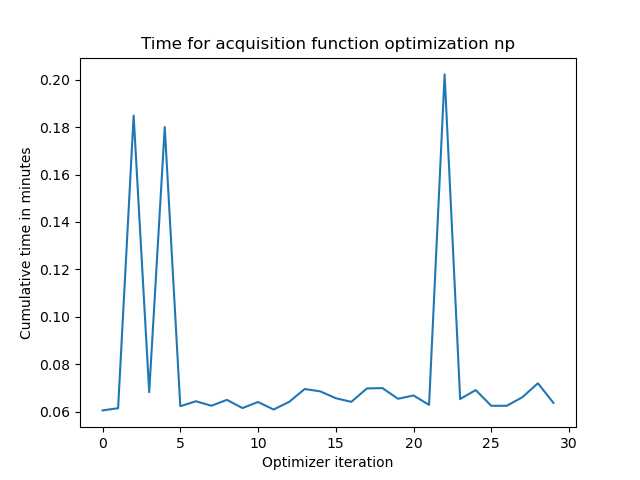 Time for acquisition function optimization np
0.20
0.18
0.16
0.14
0.12
0.10
0.08
0.06
Cumulative time in minutes
0 5 10 15 20 25 30
Optimizer iteration